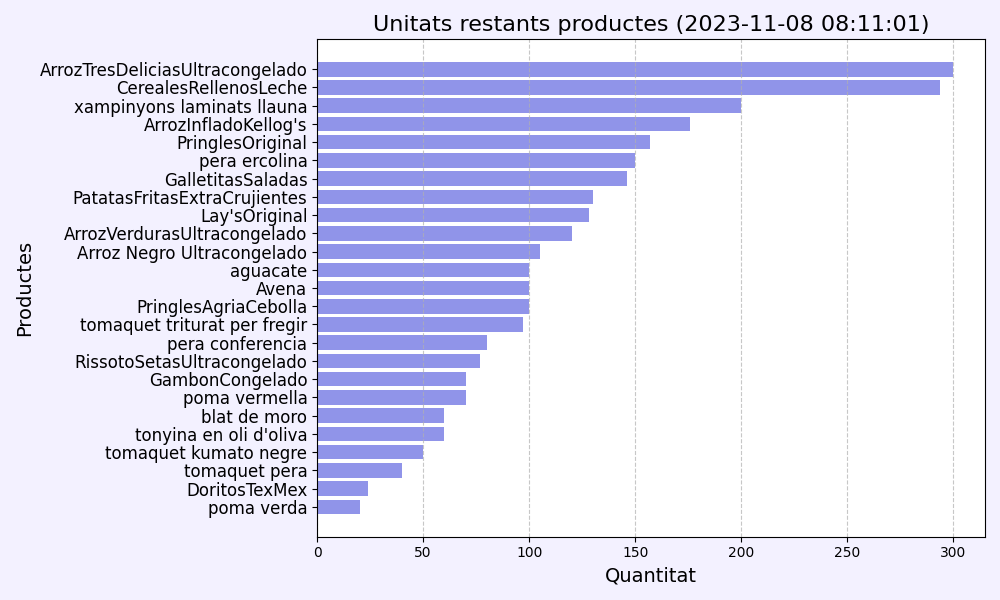 Unitats restants productes (2023-11-08 08:11:01)
ArrozTresDeliciasUltracongelado
CerealesRellenosLeche
xampinyons laminats llauna
ArrozInfladoKellog's
PringlesOriginal
pera ercolina
GalletitasSaladas
PatatasFritasExtraCrujientes
Lay'sOriginal
ArrozVerdurasUltracongelado
Arroz Negro Ultracongelado
aguacate
Avena
PringlesAgriaCebolla
tomaquet triturat per fregir
pera conferencia
RissotoSetasUltracongelado
GambonCongelado
poma vermella
blat de moro
tonyina en oli d'oliva
tomaquet kumato negre
tomaquet pera
DoritosTexMex
poma verda
Productes
0 50 100 150 200 250 300
Quantitat